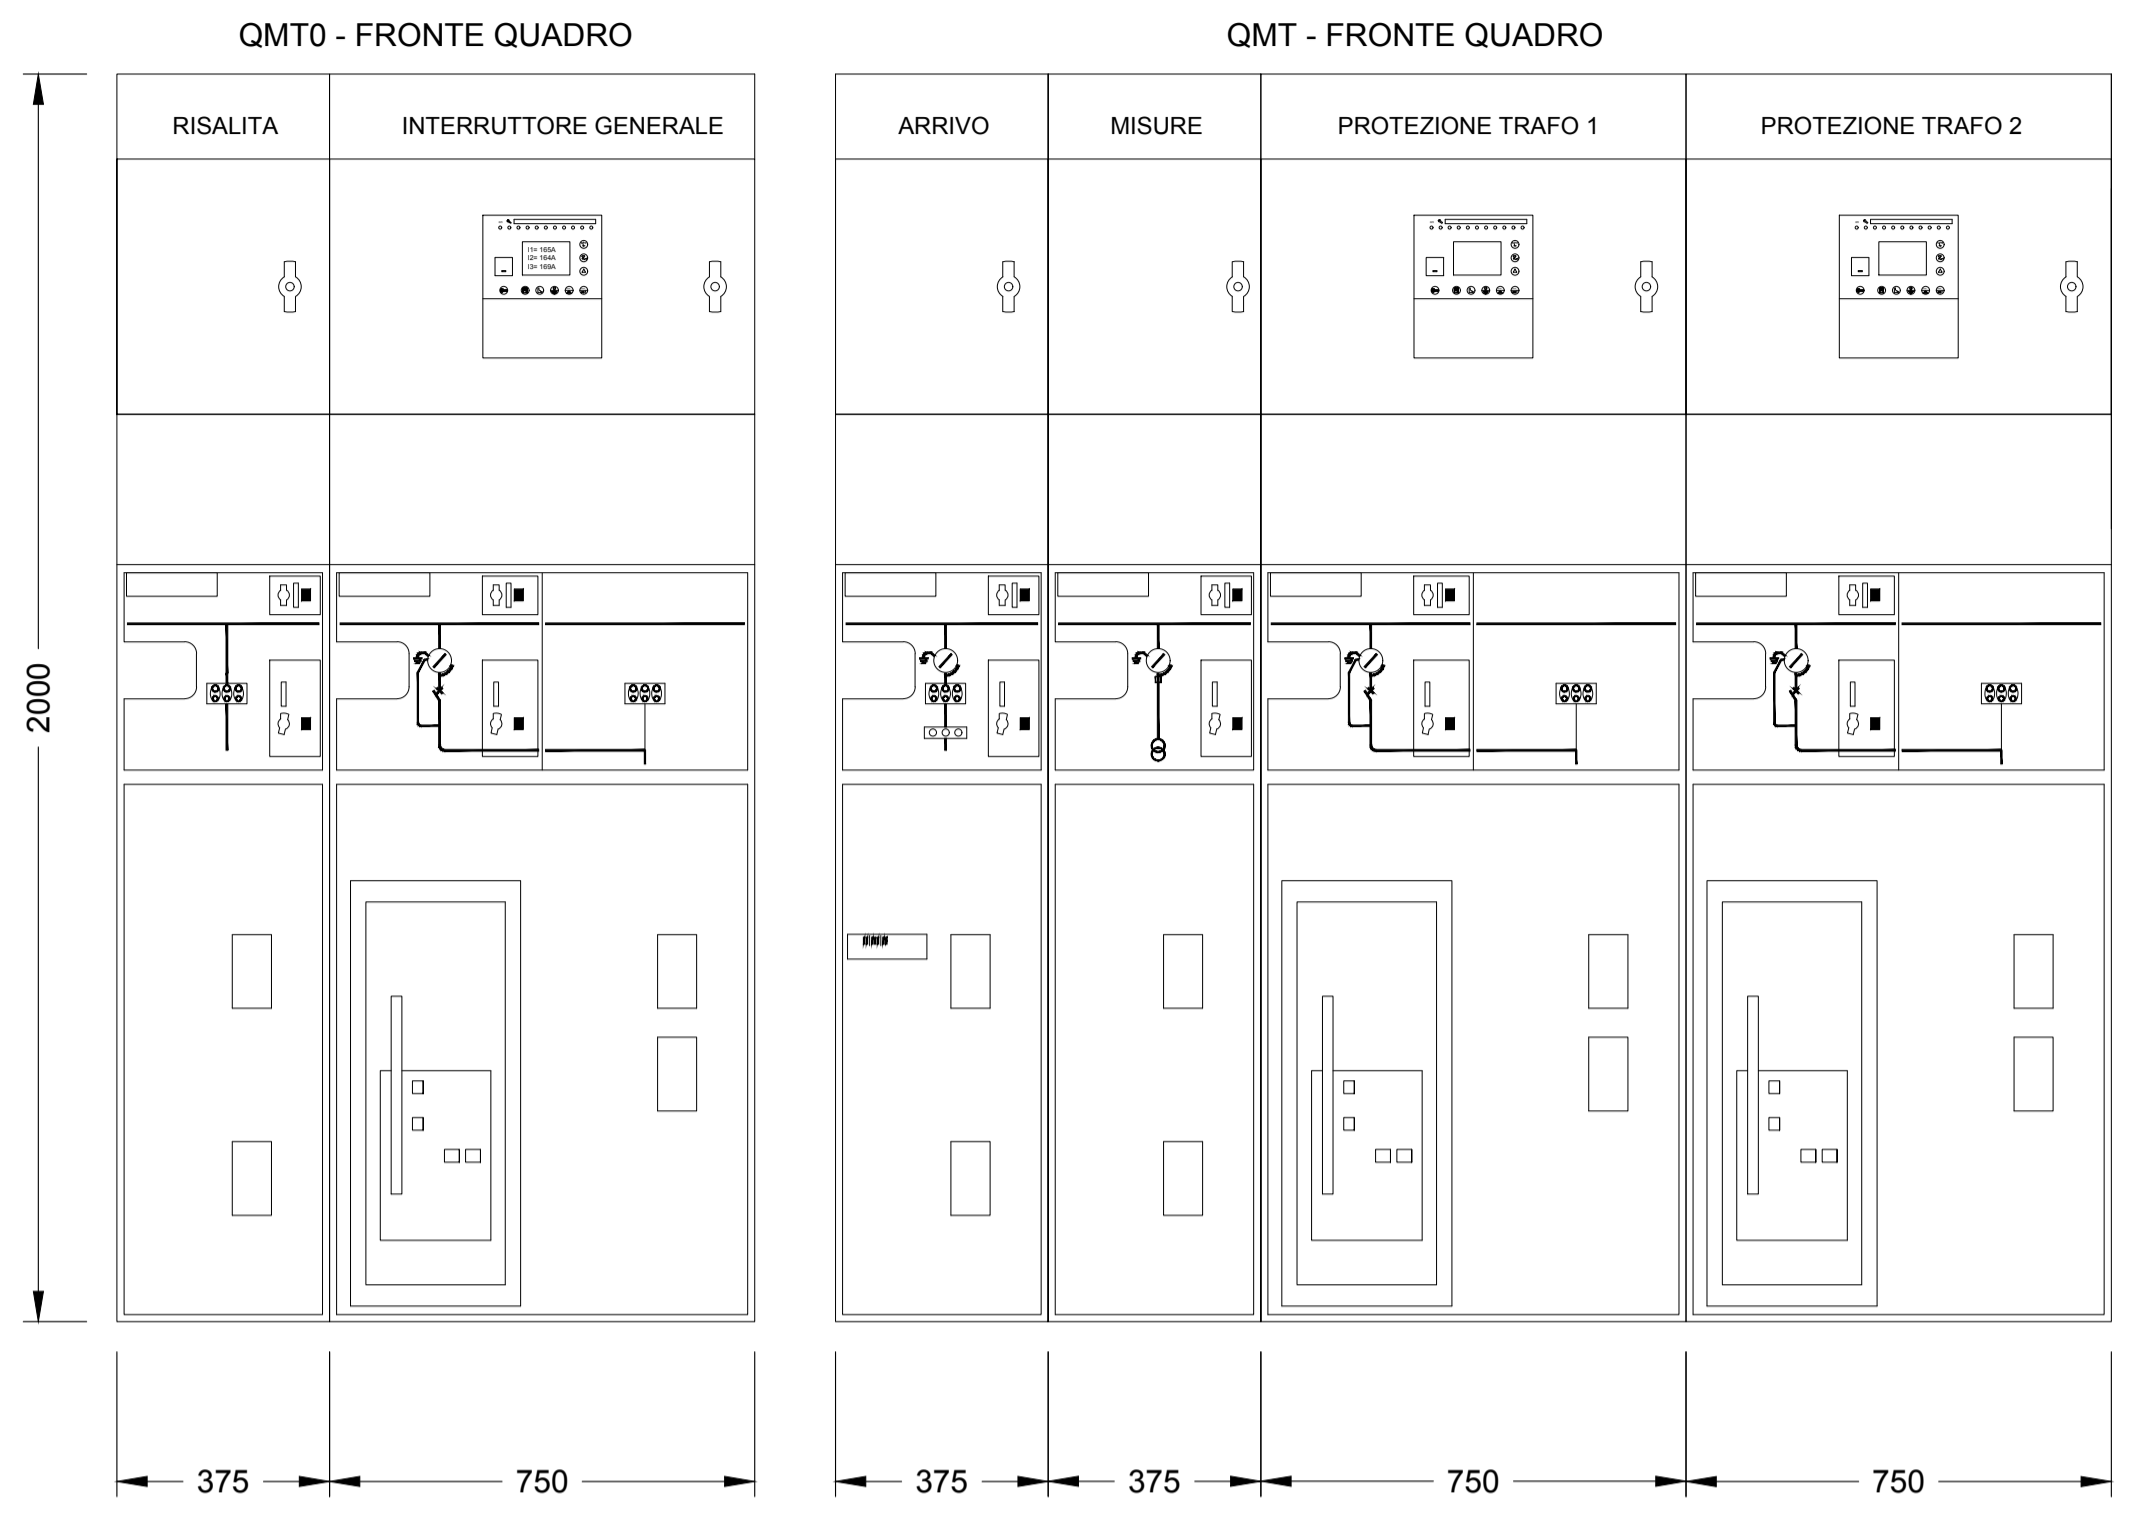 QMT0 - FRONTE QUADRO
QMT - FRONTE QUADRO
RISALITA
INTERRUTTORE GENERALE
ARRIVO
MISURE
PROTEZIONE TRAFO 1
PROTEZIONE TRAFO 2
I1= 165A
I2= 164A
I3= 169A
2000
375
750
375
375
750
750